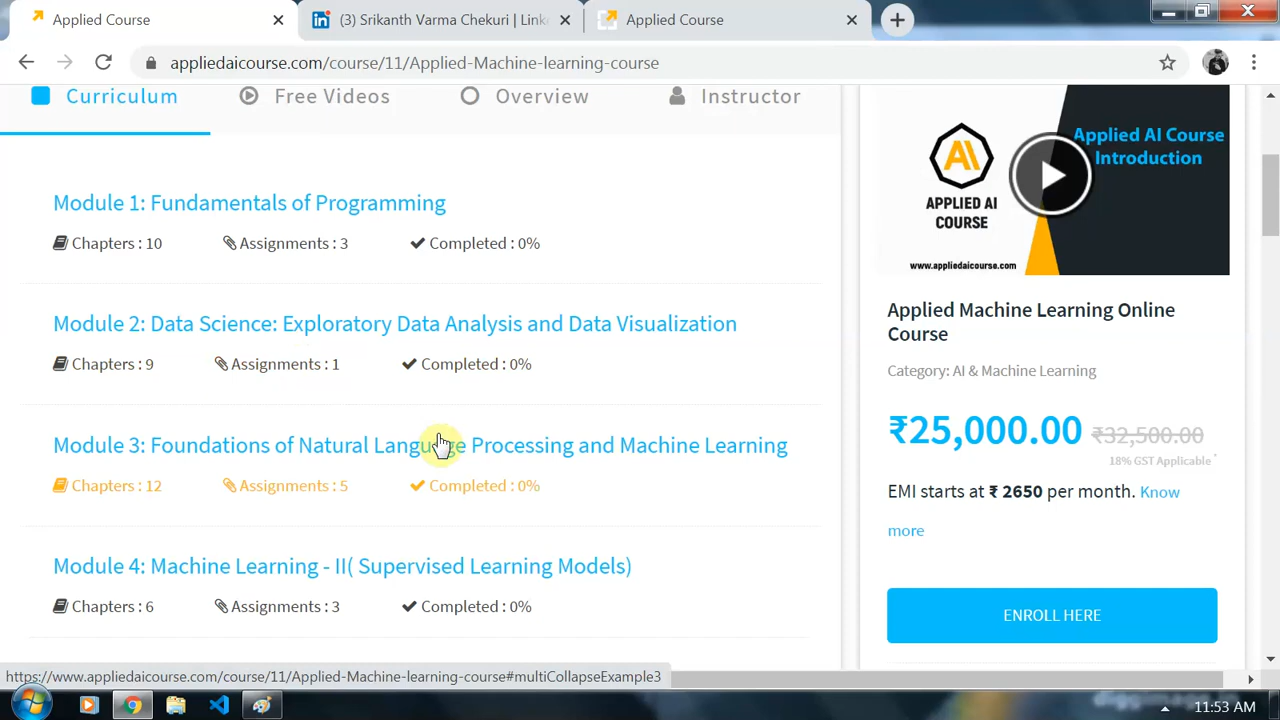 Applied Course
(3) Srikanth Varma Chekuri | Link
Applied Course
appliedaicourse.com/course/11/Applied-Machine-learning-course
Curriculum
Free Videos
Overview
Instructor
Module 1: Fundamentals of Programming
Chapters : 10
Assignments : 3
Completed : 0%
Module 2: Data Science: Exploratory Data Analysis and Data Visualization
Chapters : 9
Assignments : 1
Completed : 0%
Module 3: Foundations of Natural Language Processing and Machine Learning
Chapters : 12
Assignments : 5
Completed : 0%
Module 4: Machine Learning - II( Supervised Learning Models)
Chapters : 6
Assignments : 3
Completed : 0%
Applied AI Course
Introduction
AI
APPLIED AI
COURSE
www.appliedaicourse.com
Applied Machine Learning Online
Course
Category: AI & Machine Learning
₹25,000.00 ₹32,500.00
18% GST Applicable *
EMI starts at ₹ 2650 per month. Know
more
ENROLL HERE
https://www.appliedaicourse.com/course/11/Applied-Machine-learning-course#multiCollapseExample3
11:53 AM